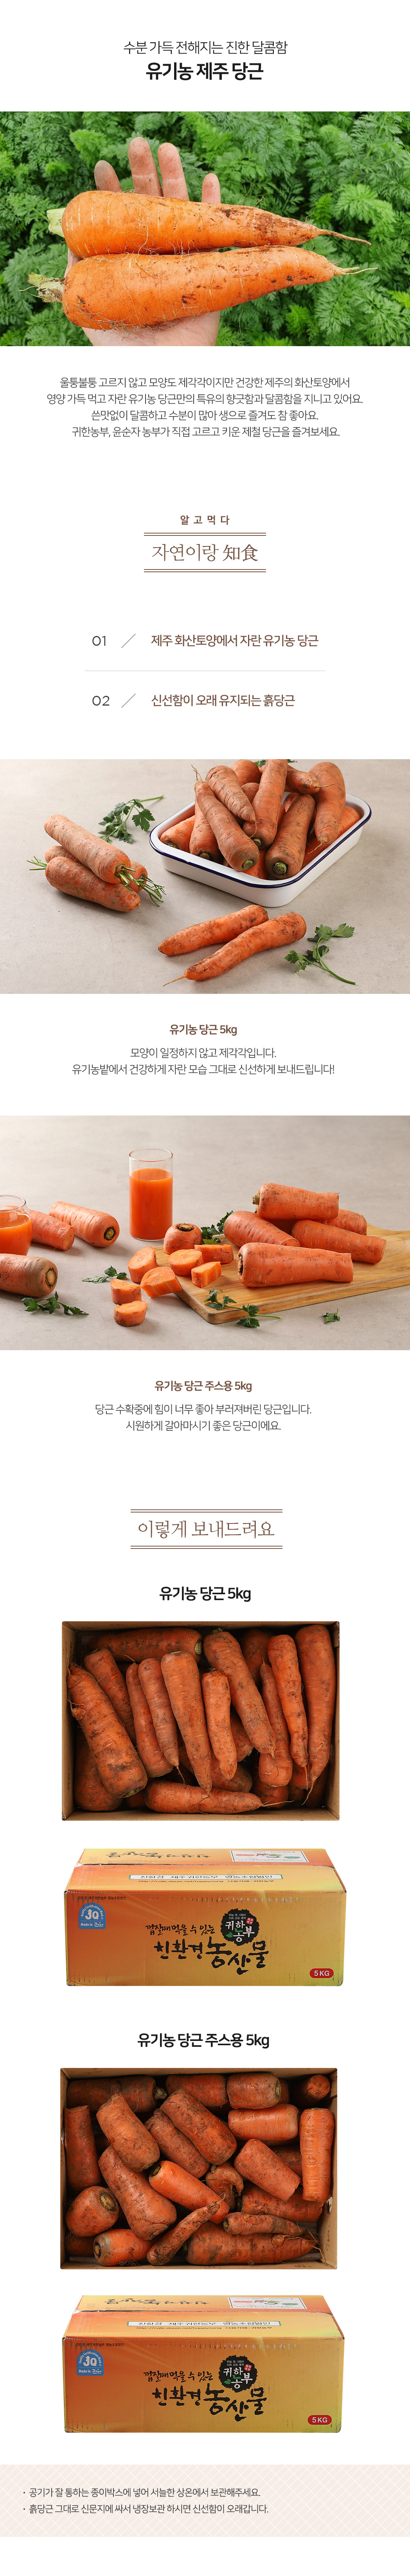 수분 가득 전해지는 진한 달콤함
유기농 제주 당근
울퉁불퉁 고르지 않고 모양도 제각각이지만 건강한 제주의 화산토양에서
영양 가득 먹고 자란 유기농 당근만의 특유의 향긋함과 달콤함을 지니고 있어요.
쓴맛없이 달콤하고 수분이 많아 생으로 즐겨도 참 좋아요.
귀한농부, 윤순자 농부가 직접 고르고 키운 제철 당근을 즐겨보세요.
알고먹다
자연이랑 知食
01 / 제주 화산토양에서 자란 유기농 당근
02 / 신선함이 오래 유지되는 흙당근
유기농 당근 5kg
모양이 일정하지 않고 제각각입니다.
유기농밭에서 건강하게 자란 모습 그대로 신선하게 보내드립니다!
유기농 당근 주스용 5kg
당근 수확중에 힘이 너무 좋아 부러져버린 당근입니다.
시원하게 갈아마시기 좋은 당근이에요.
이렇게 보내드려요
유기농 당근 5kg
JQ
껍질째 먹을 수 있는
귀한농부
친환경 농산물
5KG
유기농 당근 주스용 5kg
JQ
껍질째 먹을 수 있는
귀한농부
친환경 농산물
5KG
· 공기가 잘 통하는 종이박스에 넣어 서늘한 상온에서 보관해주세요.
· 흙당근 그대로 신문지에 싸서 냉장보관 하시면 신선함이 오래갑니다.